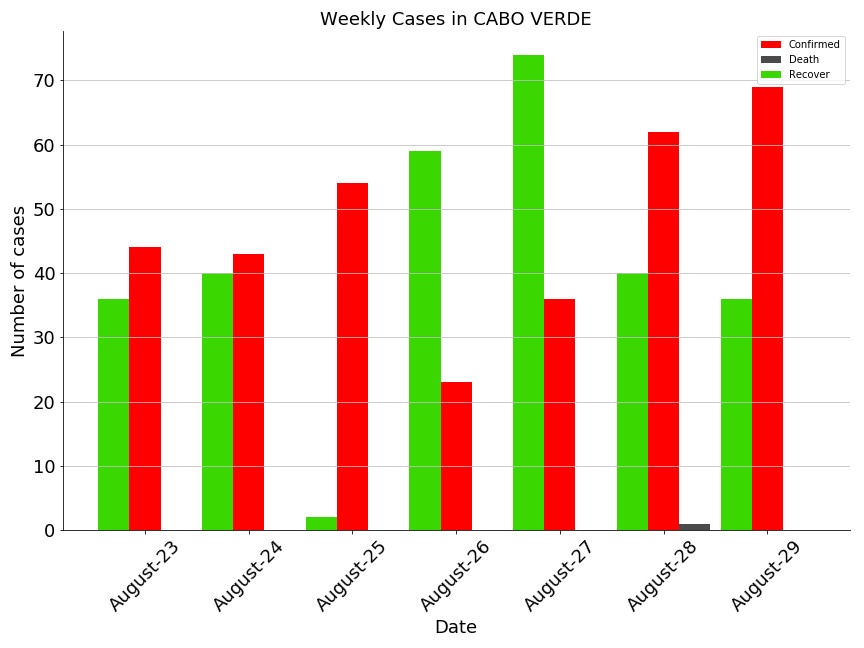 Weekly Cases in CABO VERDE
Confirmed
Death
Recover
Number of cases
70
60
50
40
30
20
10
0
August-23
August-24
August-25
August-26
August-27
August-28
August-29
Date